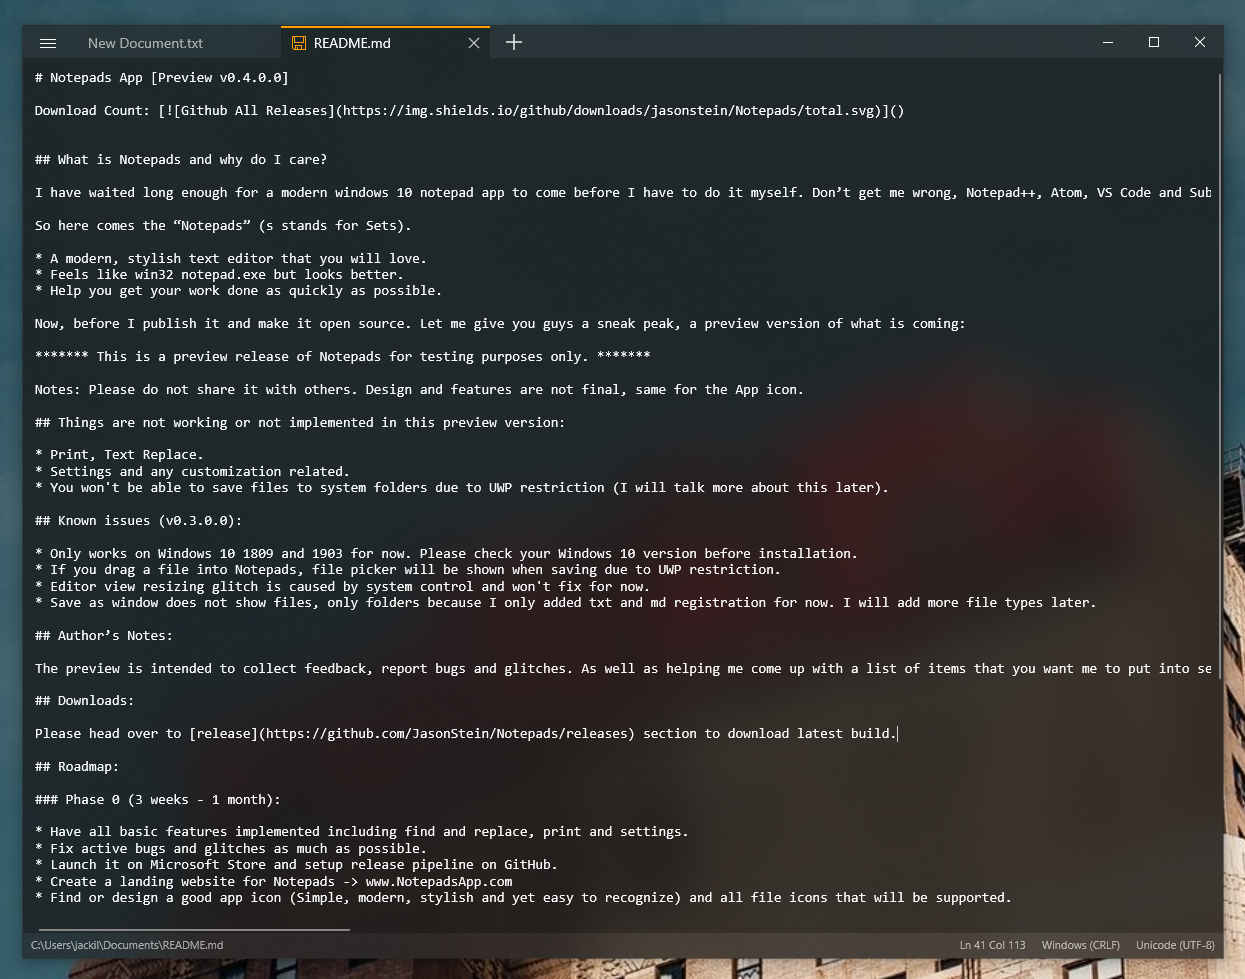 New Document.txt
README.md
# Notepads App [Preview v0.4.0.0]
Download Count: [![Github All Releases](https://img.shields.io/github/downloads/jasonstein/Notepads/total.svg)]()
## What is Notepads and why do I care?
I have waited long enough for a modern windows 10 notepad app to come before I have to do it myself. Don’t get me wrong, Notepad++, Atom, VS Code and Sub
So here comes the “Notepads” (s stands for Sets).
* A modern, stylish text editor that you will love.
* Feels like win32 notepad.exe but looks better.
* Help you get your work done as quickly as possible.
Now, before I publish it and make it open source. Let me give you guys a sneak peak, a preview version of what is coming:
******* This is a preview release of Notepads for testing purposes only. *******
Notes: Please do not share it with others. Design and features are not final, same for the App icon.
## Things are not working or not implemented in this preview version:
* Print, Text Replace.
* Settings and any customization related.
* You won't be able to save files to system folders due to UWP restriction (I will talk more about this later).
## Known issues (v0.3.0.0):
* Only works on Windows 10 1809 and 1903 for now. Please check your Windows 10 version before installation.
* If you drag a file into Notepads, file picker will be shown when saving due to UWP restriction.
* Editor view resizing glitch is caused by system control and won't fix for now.
* Save as window does not show files, only folders because I only added txt and md registration for now. I will add more file types later.
## Author’s Notes:
The preview is intended to collect feedback, report bugs and glitches. As well as helping me come up with a list of items that you want me to put into se
## Downloads:
Please head over to [release](https://github.com/JasonStein/Notepads/releases) section to download latest build.
## Roadmap:
### Phase 0 (3 weeks - 1 month):
* Have all basic features implemented including find and replace, print and settings.
* Fix active bugs and glitches as much as possible.
* Launch it on Microsoft Store and setup release pipeline on GitHub.
* Create a landing website for Notepads -> www.NotepadsApp.com
* Find or design a good app icon (Simple, modern, stylish and yet easy to recognize) and all file icons that will be supported.
C:\Users\jackil\Documents\README.md
Ln 41 Col 113
Windows (CRLF)
Unicode (UTF-8)